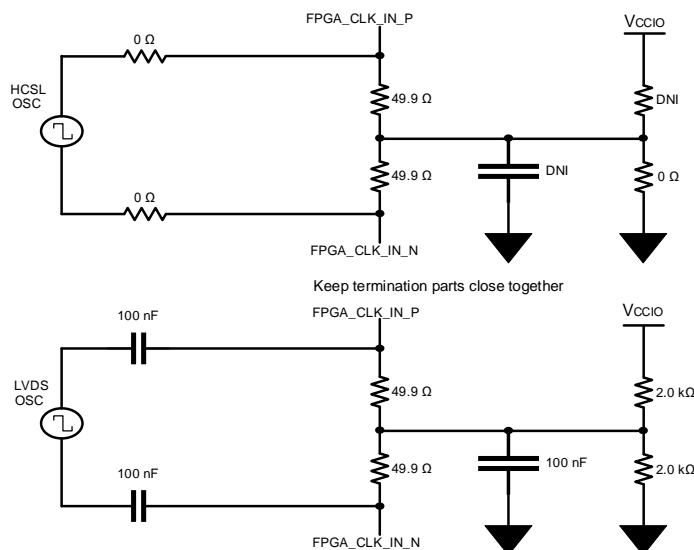 FPGA_CLK_IN_P
VCCIO
0 Ω
HCSL
OSC
49.9 Ω
DNI
49.9 Ω
DNI
0 Ω
0 Ω
FPGA_CLK_IN_N
Keep termination parts close together
FPGA_CLK_IN_P
VCCIO
100 nF
LVDS
OSC
49.9 Ω
2.0 kΩ
49.9 Ω
100 nF
2.0 kΩ
100 nF
FPGA_CLK_IN_N